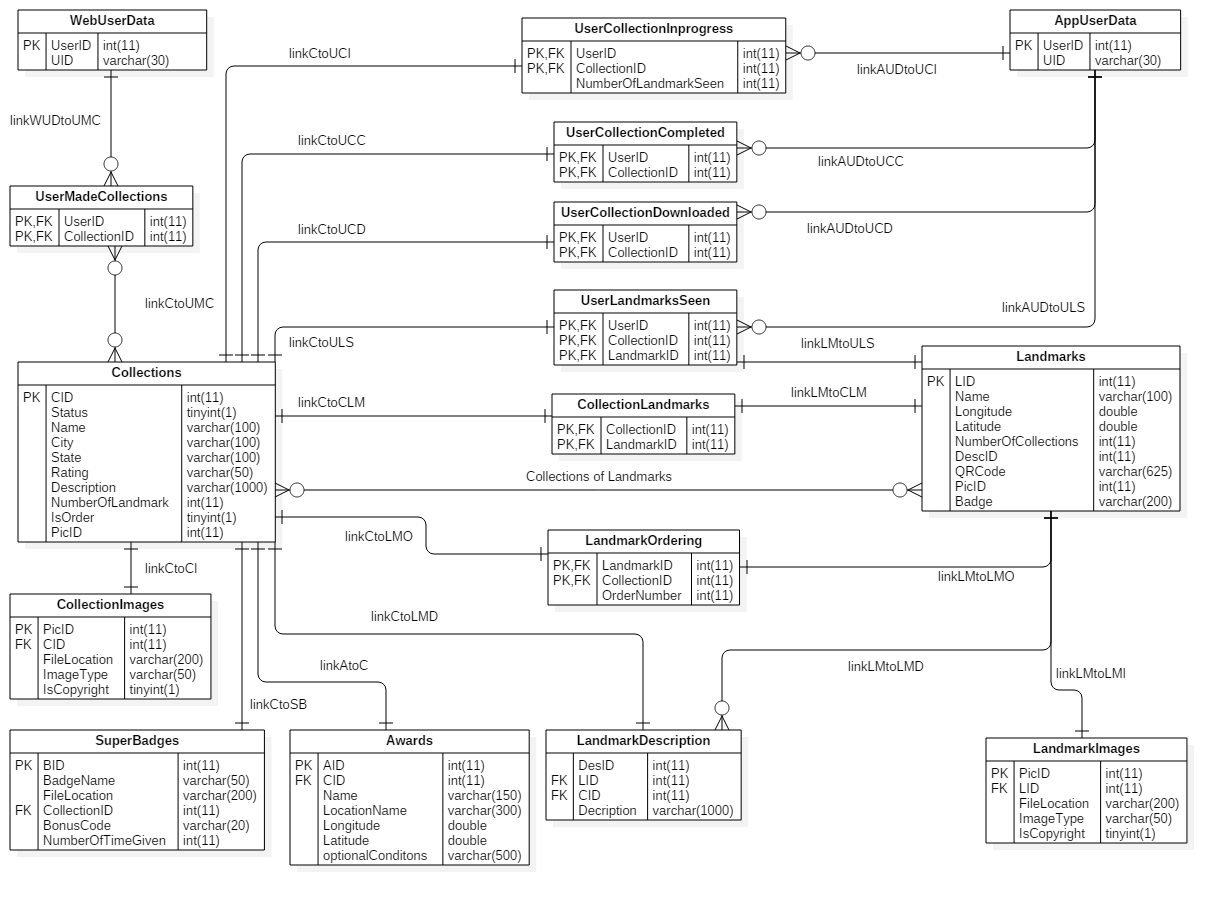 WebUserData
PK UserID int(11)
UID varchar(30)
UserCollectionInprogress
PK,FK UserID int(11)
PK,FK CollectionID int(11)
NumberOfLandmarkSeen int(11)
AppUserData
PK UserID int(11)
UID varchar(30)
linkCtoUCI
linkAUDtoUCI
linkWUDtoUMC
linkCtoUCC
UserCollectionCompleted
PK,FK UserID int(11)
PK,FK CollectionID int(11)
linkAUDtoUCC
UserMadeCollections
PK,FK UserID int(11)
PK,FK CollectionID int(11)
linkCtoUCD
UserCollectionDownloaded
PK,FK UserID int(11)
PK,FK CollectionID int(11)
linkAUDtoUCD
linkCtoUMC
UserLandmarksSeen
PK,FK UserID int(11)
PK,FK CollectionID int(11)
PK,FK LandmarkID int(11)
linkAUDtoULS
linkCtoULS
linkLMtoULS
Collections
PK CID int(11)
Status tinyint(1)
Name varchar(100)
City varchar(100)
State varchar(100)
Rating varchar(50)
Description varchar(1000)
NumberOfLandmark int(11)
IsOrder tinyint(1)
PicID int(11)
linkCtoCLM
CollectionLandmarks
PK,FK CollectionID int(11)
PK,FK LandmarkID int(11)
linkLMtoCLM
Landmarks
PK LID int(11)
Name varchar(100)
Longitude double
Latitude double
NumberOfCollections int(11)
DescID int(11)
QRCode varchar(625)
PicID int(11)
Badge varchar(200)
Collections of Landmarks
linkCtoLMO
LandmarkOrdering
PK,FK LandmarkID int(11)
PK,FK CollectionID int(11)
OrderNumber int(11)
linkLMtoLMO
linkCtoCI
CollectionImages
PK PicID int(11)
FK CID int(11)
FileLocation varchar(200)
ImageType varchar(50)
IsCopyright tinyint(1)
linkCtoLMD
linkAtoC
linkLMtoLMD
linkLMtoLMI
linkCtoSB
SuperBadges
PK BID int(11)
BadgeName varchar(50)
FileLocation varchar(200)
FK CollectionID int(11)
BonusCode varchar(20)
NumberOfTimeGiven int(11)
Awards
PK AID int(11)
FK CID int(11)
Name varchar(150)
LocationName varchar(300)
Longitude double
Latitude double
optionalConditons varchar(500)
LandmarkDescription
DesID int(11)
FK LID int(11)
FK CID int(11)
Decription varchar(1000)
LandmarkImages
PK PicID int(11)
FK LID int(11)
FileLocation varchar(200)
ImageType varchar(50)
IsCopyright tinyint(1)